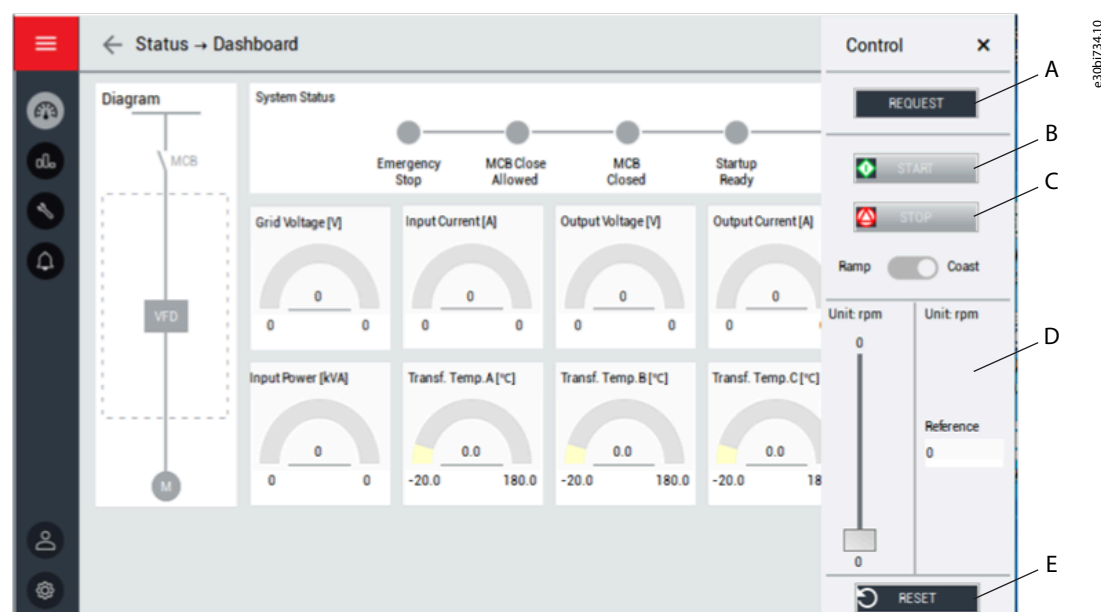 Status → Dashboard
Control
×
REQUEST
Diagram
MCB
VFD
M
System Status
Emergency Stop
MCB Close Allowed
MCB Closed
Startup Ready
START
STOP
Ramp
Coast
Grid Voltage [V]
0
0 0
Input Current [A]
0
0 0
Output Voltage [V]
0
0 0
Output Current [A]
0
0
Input Power [kVA]
0
0 0
Transf. Temp.A [°C]
0.0
-20.0 180.0
Transf. Temp.B [°C]
0.0
-20.0 180.0
Transf. Temp.C [°C]
0.0
-20.0 18
Unit: rpm
0
0
Unit: rpm
Reference
0
RESET
A
B
C
D
E
e30bj734.10